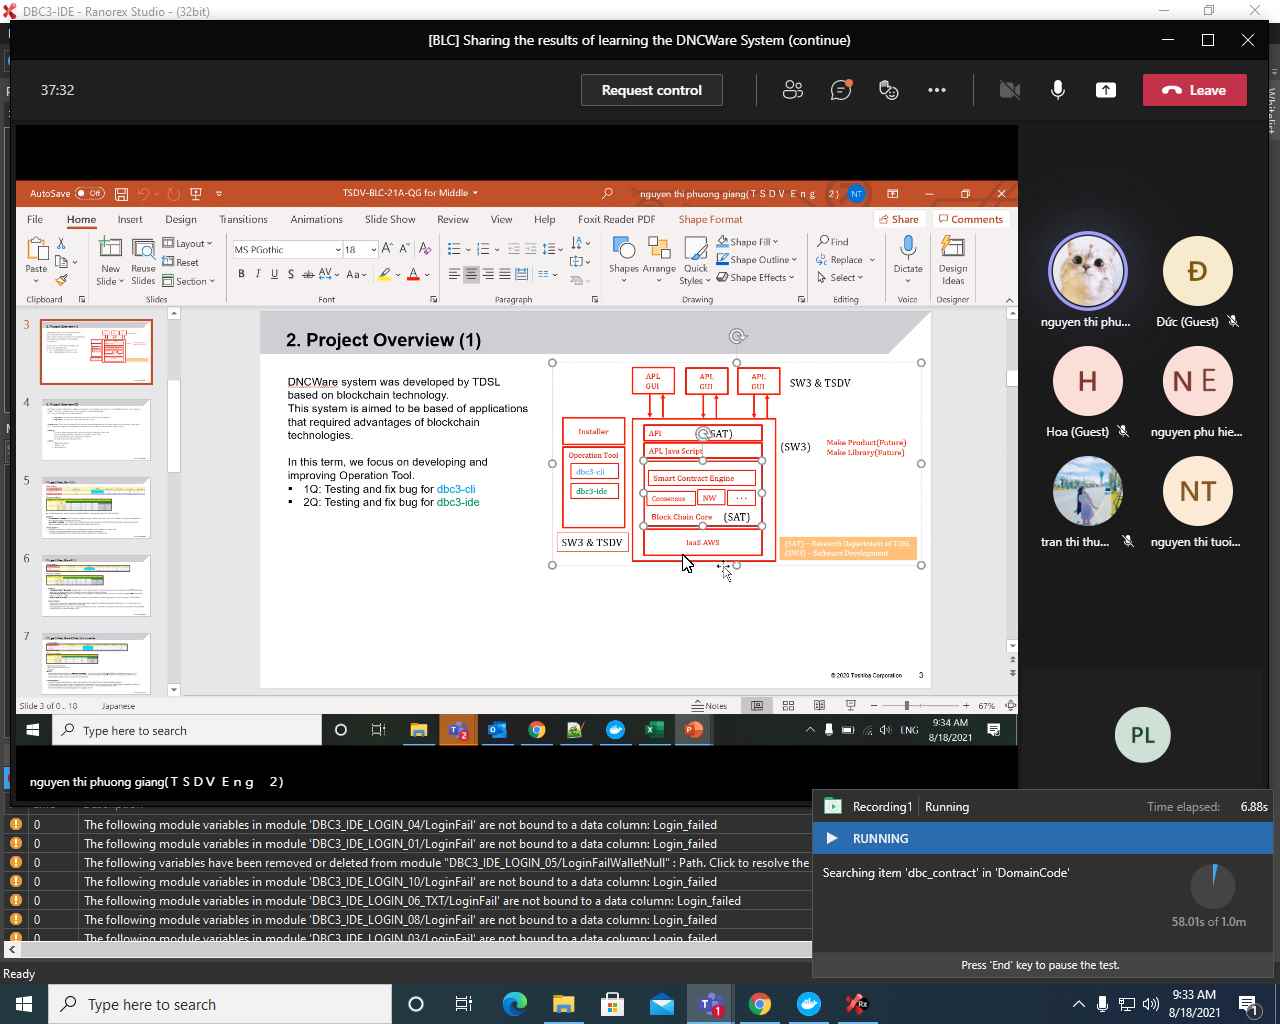 DBC3-IDE - Ranorex Studio - (32bit)
[BLC] Sharing the results of learning the DNCWare System (continue)
37:32
Request control
Leave
Whitelist
AutoSave Off
TSDV-BLC-21A-QG for Middle
nguyen thi phuong giang(T S D V E n g 2)
NT
File Home Insert Design Transitions Animations Slide Show Review View Help Foxit Reader PDF Shape Format
Share
Comments
Paste
New Slide
Reuse Slides
Layout
Reset
Section
MS PGothic
18
Shapes
Arrange
Quick Styles
Shape Fill
Shape Outline
Shape Effects
Find
Replace
Select
Dictate
Design Ideas
Clipboard
Slides
Font
Paragraph
Drawing
Editing
Voice
Designer
3
4
5
6
7
2. Project Overview (1)
DNCWare system was developed by TDSL
based on blockchain technology.
This system is aimed to be based of applications
that required advantages of blockchain
technologies.
In this term, we focus on developing and
improving Operation Tool.
▪ 1Q: Testing and fix bug for dbc3-cli
▪ 2Q: Testing and fix bug for dbc3-ide
APL GUI
APL GUI
APL GUI
SW3 & TSDV
Installer
Operation Tool
dbc3-cli
dbc3-ide
SW3 & TSDV
API
(SAT)
APL Java Script
Smart Contract Engine
Consensus
NW
...
Block Chain Core
(SAT)
IaaS AWS
(SW3)
Make Product(Future)
Make Library(Future)
(SAT) – Research Department of TDSL
(SW3) – Software Development
© 2020 Toshiba Corporation
3
Slide 3 of 0.. 10
Japanese
Notes
67%
Type here to search
ENG
9:34 AM
8/18/2021
nguyen thi phuong giang(T S D V E n g 2)
nguyen thi phu...
Đ
Đức (Guest)
H
Hoa (Guest)
N E
nguyen phu hie...
tran thi thu...
NT
nguyen thi tuoi...
PL
Description
0 The following module variables in module 'DBC3_IDE_LOGIN_04/LoginFail' are not bound to a data column: Login_failed
0 The following module variables in module 'DBC3_IDE_LOGIN_01/LoginFail' are not bound to a data column: Login_failed
0 The following variables have been removed or deleted from module "DBC3_IDE_LOGIN_05/LoginFailWalletNull" : Path. Click to resolve the
0 The following module variables in module 'DBC3_IDE_LOGIN_10/LoginFail' are not bound to a data column: Login_failed
0 The following module variables in module 'DBC3_IDE_LOGIN_06_TXT/LoginFail' are not bound to a data column: Login_failed
0 The following module variables in module 'DBC3_IDE_LOGIN_08/LoginFail' are not bound to a data column: Login_failed
0 The following module variables in module 'DBC3_IDE_LOGIN_03/LoginFail' are not bound to a data column: Login_failed
Recording1
Running
Time elapsed: 6.88s
RUNNING
Searching item 'dbc_contract' in 'DomainCode'
58.01s of 1.0m
Press 'End' key to pause the test.
Ready
Type here to search
9:33 AM
8/18/2021